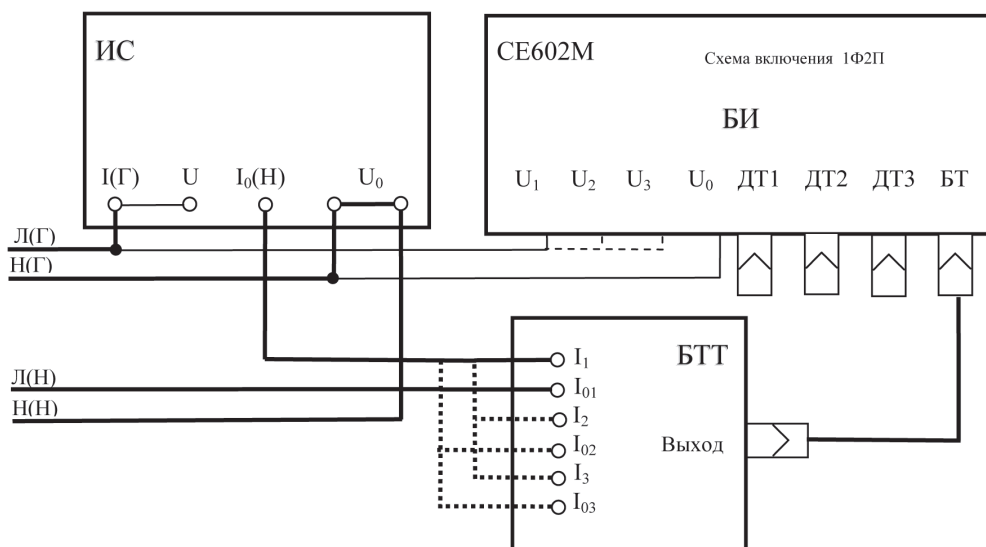 ИС
I(Г) U I₀(Н) U₀
СЕ602М
Схема включения 1Ф2П
БИ
U₁ U₂ U₃ U₀ ДТ1 ДТ2 ДТ3 БТ
Л(Г)
Н(Г)
Л(Н)
Н(Н)
БТТ
I₁
I₀₁
I₂
I₀₂
I₃
I₀₃
Выход